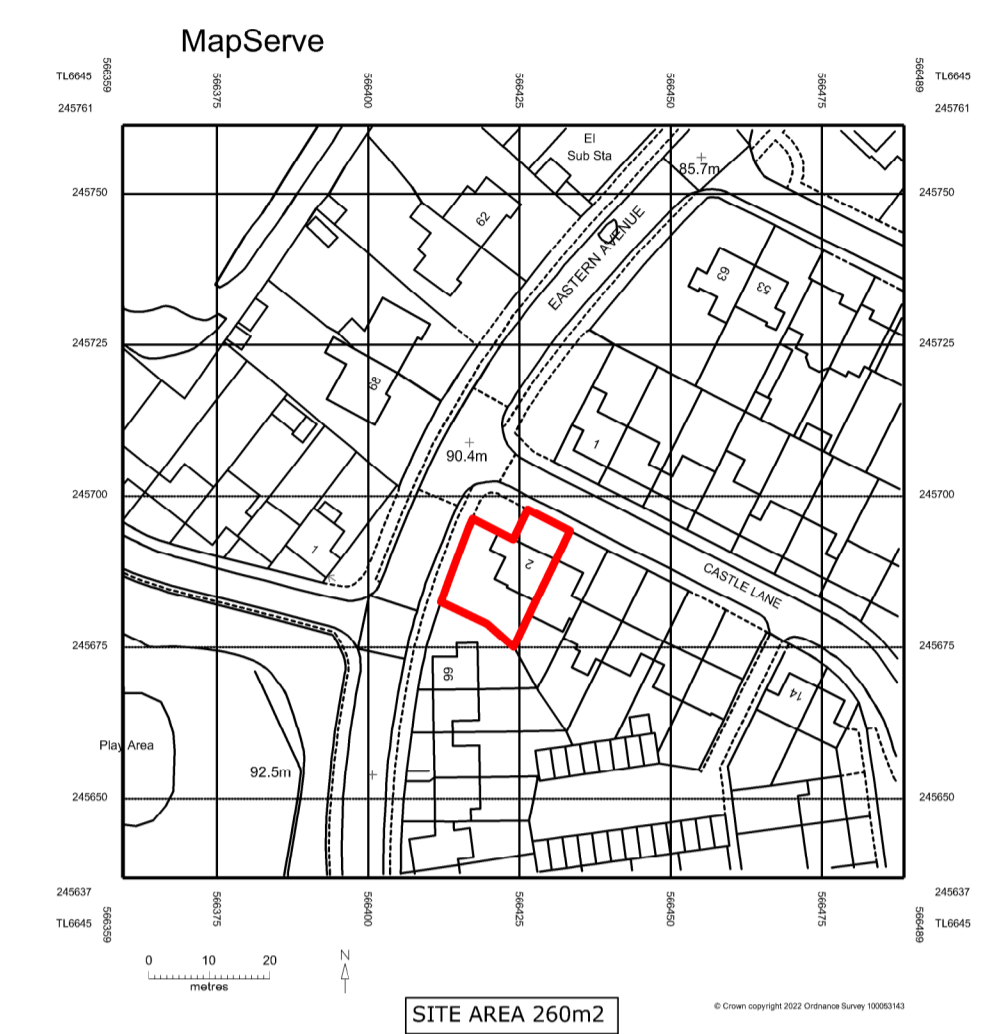 MapServe
TL6645
566359
566375
566400
566425
566450
566475
566489
TL6645
245761
245761
El
Sub Sta
85.7m
245750
245750
62
EASTERN AVENUE
63
53
245725
245725
68
1
90.4m
245700
245700
1
2
CASTLE LANE
245675
245675
66
14
Play Area
92.5m
245650
245650
245637
245637
TL6645
566359
566375
566400
566425
566450
566475
566489
TL6645
0 10 20
metres
N
SITE AREA 260m2
© Crown copyright 2022 Ordnance Survey 100053143